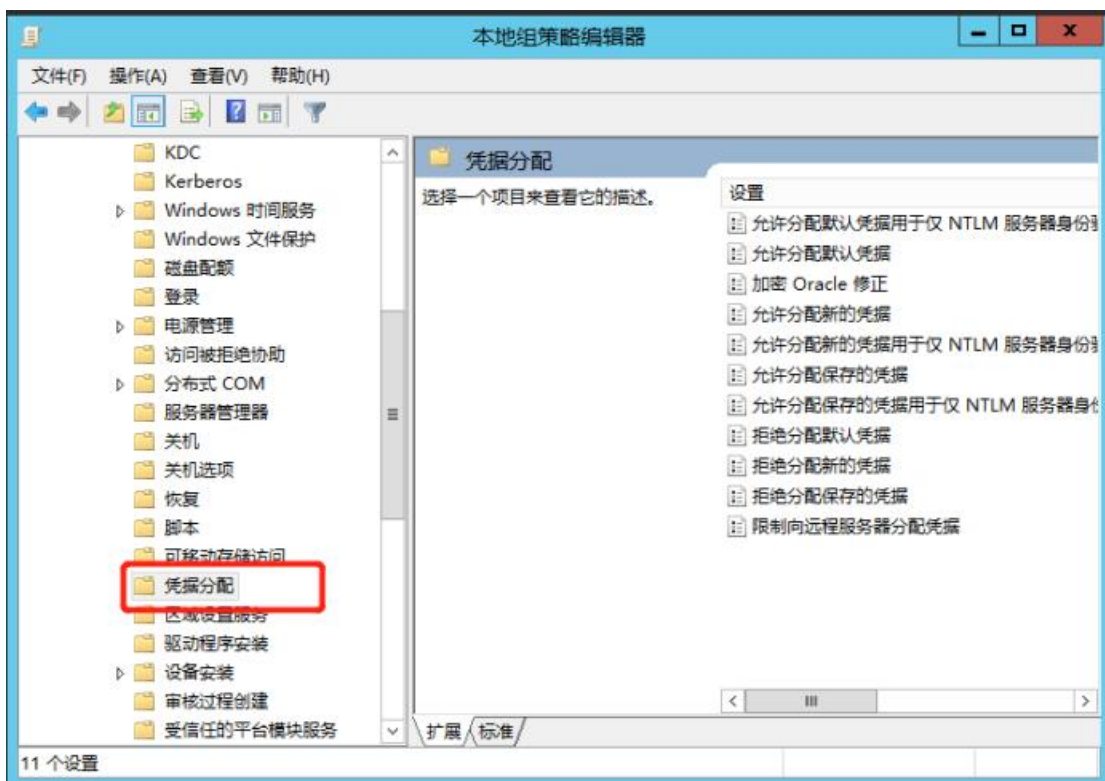 本地组策略编辑器
文件(F) 操作(A) 查看(V) 帮助(H)
KDC
Kerberos
Windows 时间服务
Windows 文件保护
磁盘配额
登录
电源管理
访问被拒绝协助
分布式 COM
服务器管理器
关机
关机选项
恢复
脚本
可移动存储访问
凭据分配
区域设置服务
驱动程序安装
设备安装
审核过程创建
受信任的平台模块服务
凭据分配
选择一个项目来查看它的描述。
设置
允许分配默认凭据用于仅 NTLM 服务器身份验
允许分配默认凭据
加密 Oracle 修正
允许分配新的凭据
允许分配新的凭据用于仅 NTLM 服务器身份验
允许分配保存的凭据
允许分配保存的凭据用于仅 NTLM 服务器身份
拒绝分配默认凭据
拒绝分配新的凭据
拒绝分配保存的凭据
限制向远程服务器分配凭据
扩展 标准
11 个设置